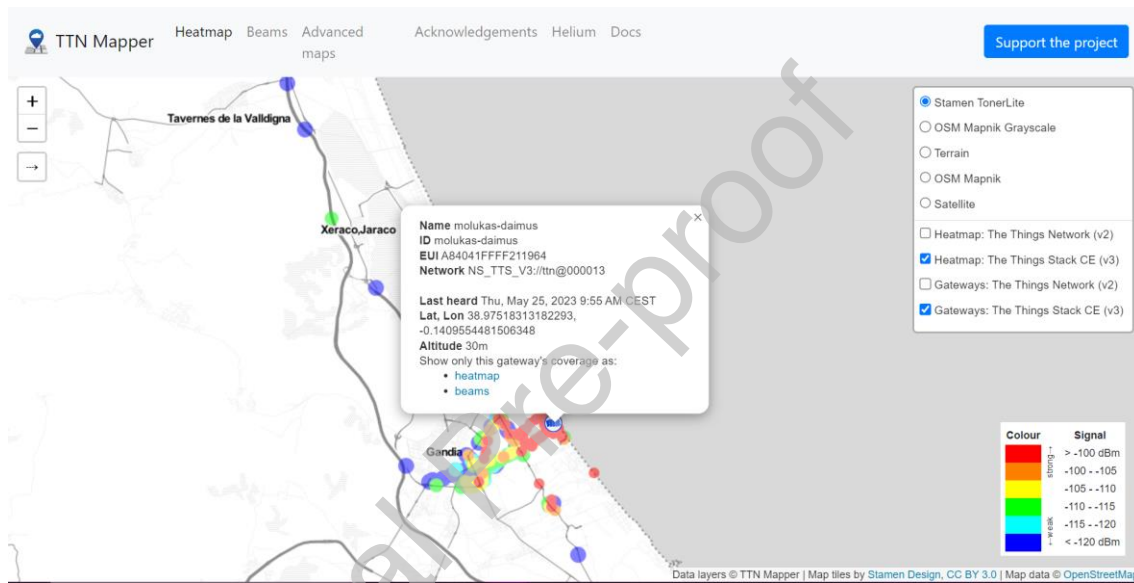 TTN Mapper
Heatmap Beams Advanced maps Acknowledgements Helium Docs
Support the project
+
−
→
Tavernes de la Valldigna
Xeraco,Jaraco
Gandia
×
Name molukas-daimus
ID molukas-daimus
EUI A84041FFFF211964
Network NS_TTS_V3://ttn@000013
Last heard Thu, May 25, 2023 9:55 AM CEST
Lat, Lon 38.97518313182293,
-0.1409554481506348
Altitude 30m
Show only this gateway's coverage as:
• heatmap
• beams
Stamen TonerLite
OSM Mapnik Grayscale
Terrain
OSM Mapnik
Satellite
Heatmap: The Things Network (v2)
Heatmap: The Things Stack CE (v3)
Gateways: The Things Network (v2)
Gateways: The Things Stack CE (v3)
Colour Signal
strong→
> -100 dBm
-100 - -105
-105 - -110
-110 - -115
-115 - -120
< -120 dBm
←weak
Data layers © TTN Mapper | Map tiles by Stamen Design, CC BY 3.0 | Map data © OpenStreetMap
al Pre-proof